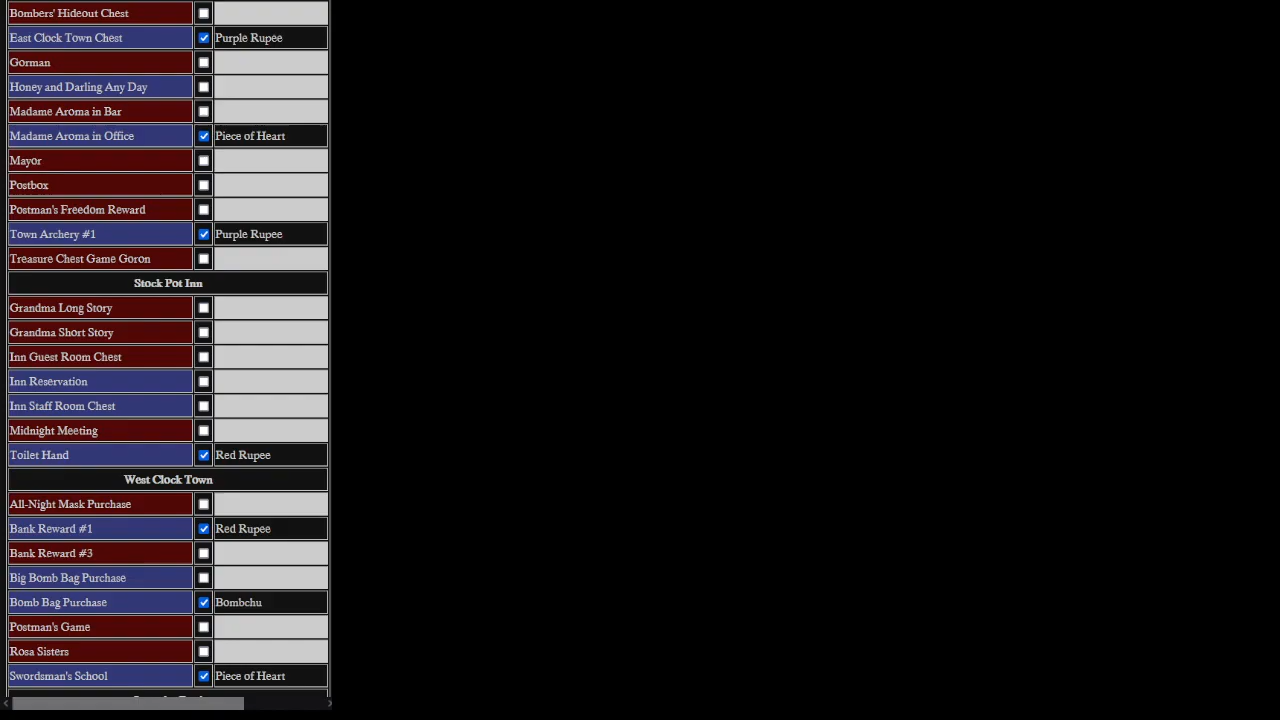 Bombers' Hideout Chest
East Clock Town Chest Purple Rupee
Gorman
Honey and Darling Any Day
Madame Aroma in Bar
Madame Aroma in Office Piece of Heart
Mayor
Postbox
Postman's Freedom Reward
Town Archery #1 Purple Rupee
Treasure Chest Game Goron
Stock Pot Inn
Grandma Long Story
Grandma Short Story
Inn Guest Room Chest
Inn Reservation
Inn Staff Room Chest
Midnight Meeting
Toilet Hand Red Rupee
West Clock Town
All-Night Mask Purchase
Bank Reward #1 Red Rupee
Bank Reward #3
Big Bomb Bag Purchase
Bomb Bag Purchase Bombchu
Postman's Game
Rosa Sisters
Swordsman's School Piece of Heart